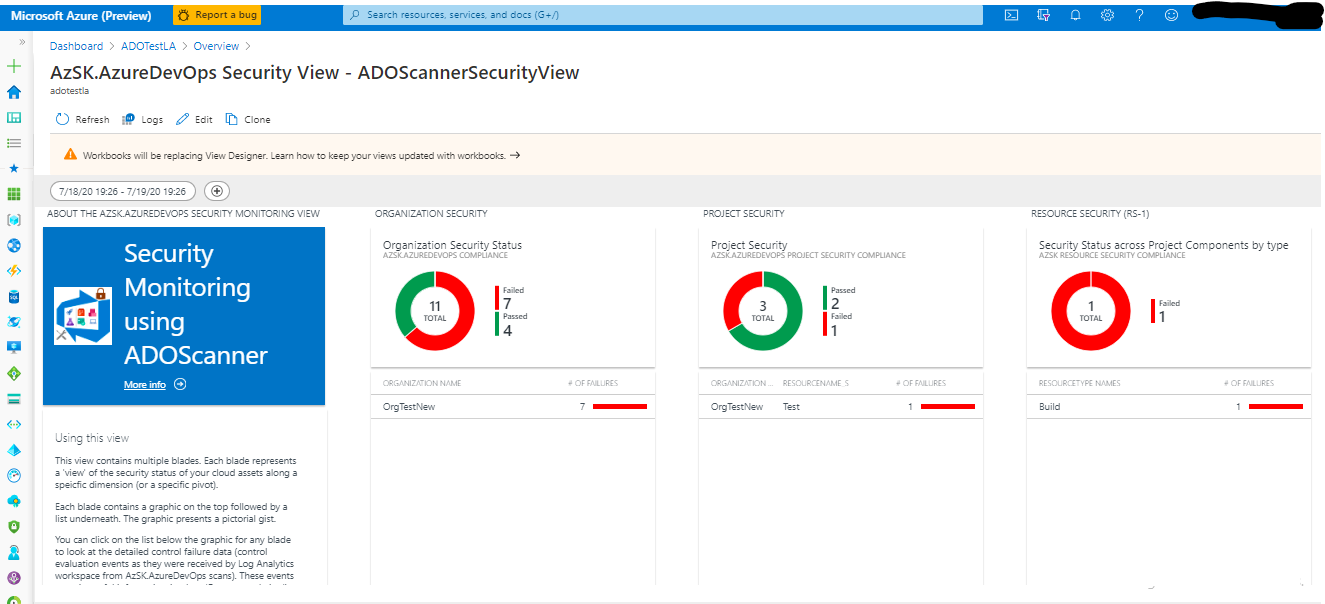 Microsoft Azure (Preview)
Report a bug
Search resources, services, and docs (G+/)
Dashboard > ADOTestLA > Overview >
AzSK.AzureDevOps Security View - ADOScannerSecurityView
adotestla
Refresh Logs Edit Clone
Workbooks will be replacing View Designer. Learn how to keep your views updated with workbooks. →
7/18/20 19:26 - 7/19/20 19:26
ABOUT THE AZSK.AZUREDEVOPS SECURITY MONITORING VIEW
Security
Monitoring
using
ADOScanner
More info
Using this view
This view contains multiple blades. Each blade represents
a 'view' of the security status of your cloud assets along a
speicfic dimension (or a specific pivot).
Each blade contains a graphic on the top followed by a
list underneath. The graphic presents a pictorial gist.
You can click on the list below the graphic for any blade
to look at the detailed control failure data (control
evaluation events as they were received by Log Analytics
workspace from AzSK.AzureDevOps scans). These events
ORGANIZATION SECURITY
Organization Security Status
AZSK.AZUREDEVOPS COMPLIANCE
11
TOTAL
Failed
7
Passed
4
ORGANIZATION NAME # OF FAILURES
OrgTestNew 7
PROJECT SECURITY
Project Security
AZSK.AZUREDEVOPS PROJECT SECURITY COMPLIANCE
3
TOTAL
Passed
2
Failed
1
ORGANIZATION ... RESOURCENAME_S # OF FAILURES
OrgTestNew Test 1
RESOURCE SECURITY (RS-1)
Security Status across Project Components by type
AZSK RESOURCE SECURITY COMPLIANCE
1
TOTAL
Failed
1
RESOURCETYPE NAMES # OF FAILURES
Build 1